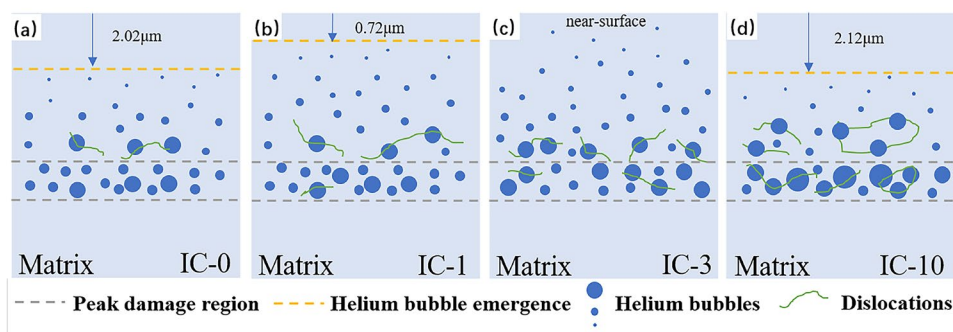 (a)
2.02μm
Matrix
IC-0
(b)
0.72μm
Matrix
IC-1
(c)
near-surface
Matrix
IC-3
(d)
2.12μm
Matrix
IC-10
Peak damage region
Helium bubble emergence
Helium bubbles
Dislocations